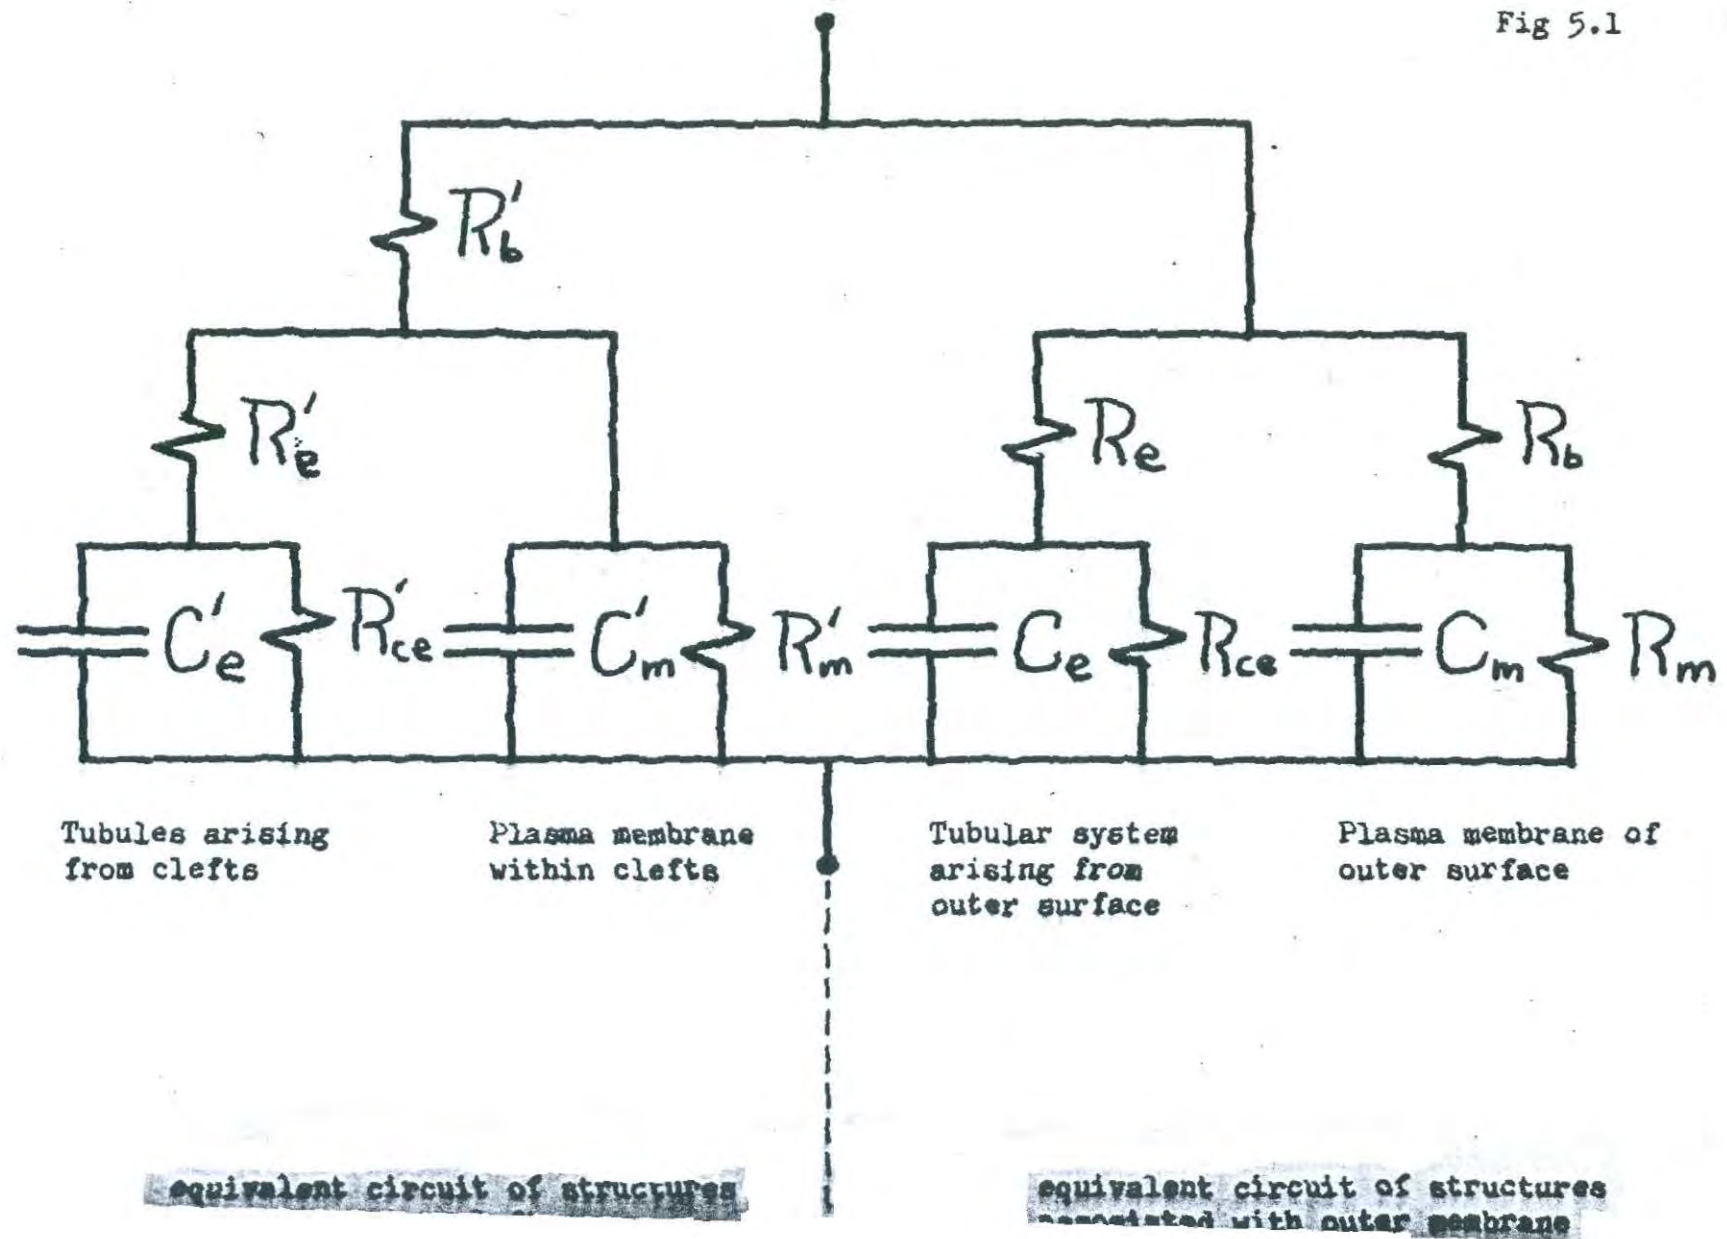 Fig 5.1
R'b
R'e
Re
Rb
C'e
R'ce
C'm
R'm
Ce
Rce
Cm
Rm
Tubules arising
from clefts
Plasma membrane
within clefts
Tubular system
arising from
outer surface
Plasma membrane of
outer surface
equivalent circuit of structures
equivalent circuit of structures
associated with outer membrane